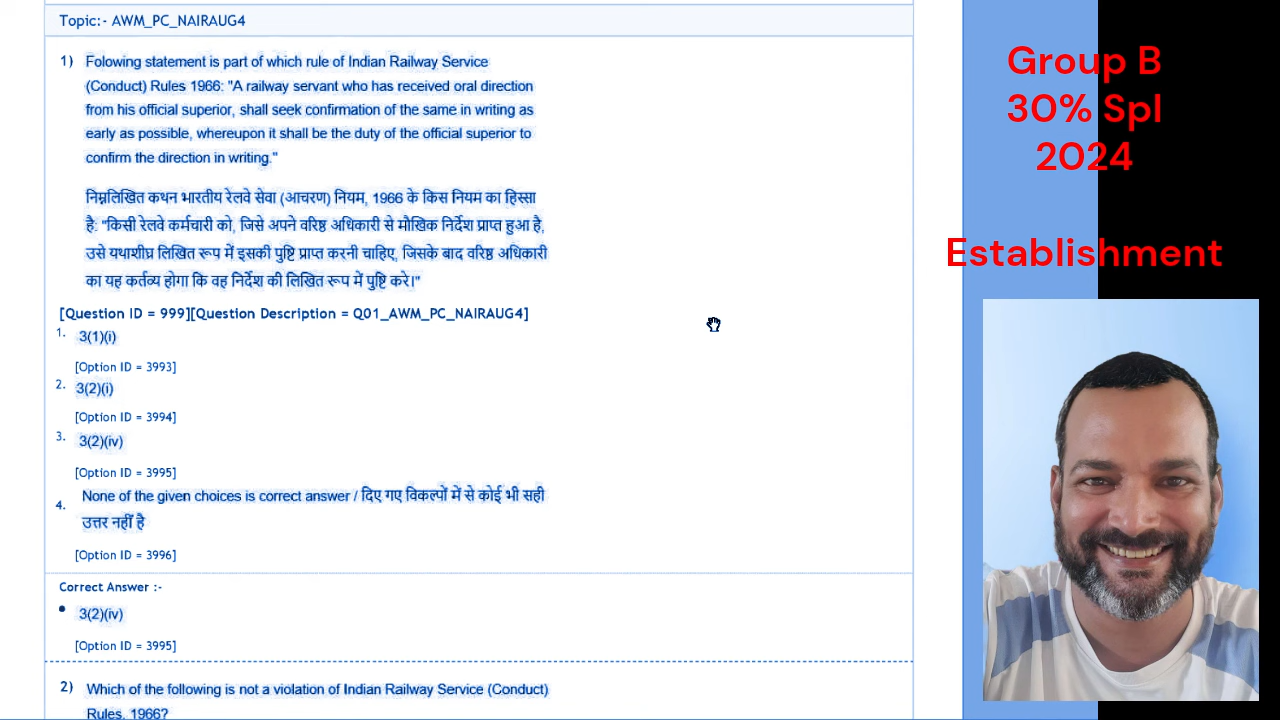 Topic:- AWM_PC_NAIRAUG4
1) Folowing statement is part of which rule of Indian Railway Service
(Conduct) Rules 1966: "A railway servant who has received oral direction
from his official superior, shall seek confirmation of the same in writing as
early as possible, whereupon it shall be the duty of the official superior to
confirm the direction in writing."
निम्नलिखित कथन भारतीय रेलवे सेवा (आचरण) नियम, 1966 के किस नियम का हिस्सा
है: "किसी रेलवे कर्मचारी को, जिसे अपने वरिष्ठ अधिकारी से मौखिक निर्देश प्राप्त हुआ है,
उसे यथाशीघ्र लिखित रूप में इसकी पुष्टि प्राप्त करनी चाहिए, जिसके बाद वरिष्ठ अधिकारी
का यह कर्तव्य होगा कि वह निर्देश की लिखित रूप में पुष्टि करे।"
[Question ID = 999][Question Description = Q01_AWM_PC_NAIRAUG4]
1. 3(1)(i)
[Option ID = 3993]
2. 3(2)(i)
[Option ID = 3994]
3. 3(2)(iv)
[Option ID = 3995]
4. None of the given choices is correct answer / दिए गए विकल्पों में से कोई भी सही
उत्तर नहीं है
[Option ID = 3996]
Correct Answer :-
• 3(2)(iv)
[Option ID = 3995]
2) Which of the following is not a violation of Indian Railway Service (Conduct)
Rules, 1966?
Group B
30% Spl
2024
Establishment